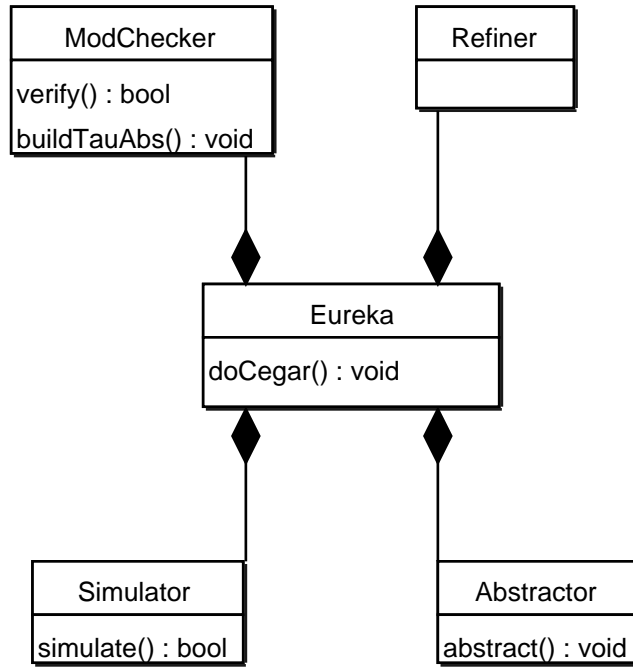 ModChecker
verify() : bool
buildTauAbs() : void
Refiner
Eureka
doCegar() : void
Simulator
simulate() : bool
Abstractor
abstract() : void